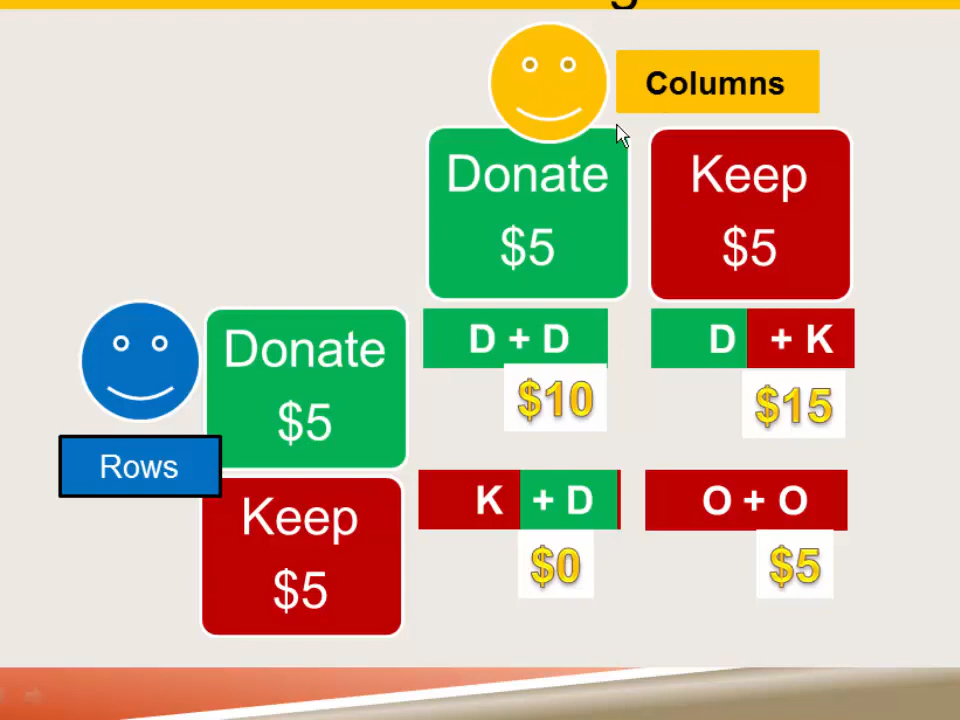 Columns
Donate
$5
Keep
$5
Donate
$5
D + D
D + K
$10
$15
Rows
Keep
$5
K + D
O + O
$0
$5